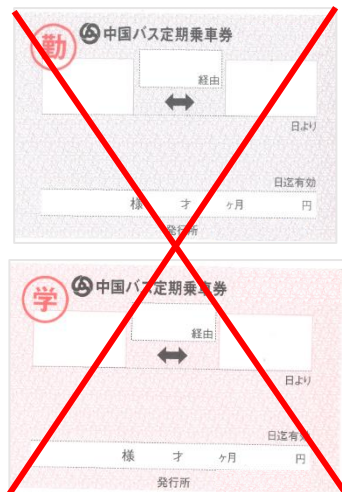 勤
中国バス定期乗車券
経由
日より
日迄有効
様 才 ヶ月 円
発行所
学
中国バス定期乗車券
経由
日より
日迄有効
様 才 ヶ月 円
発行所